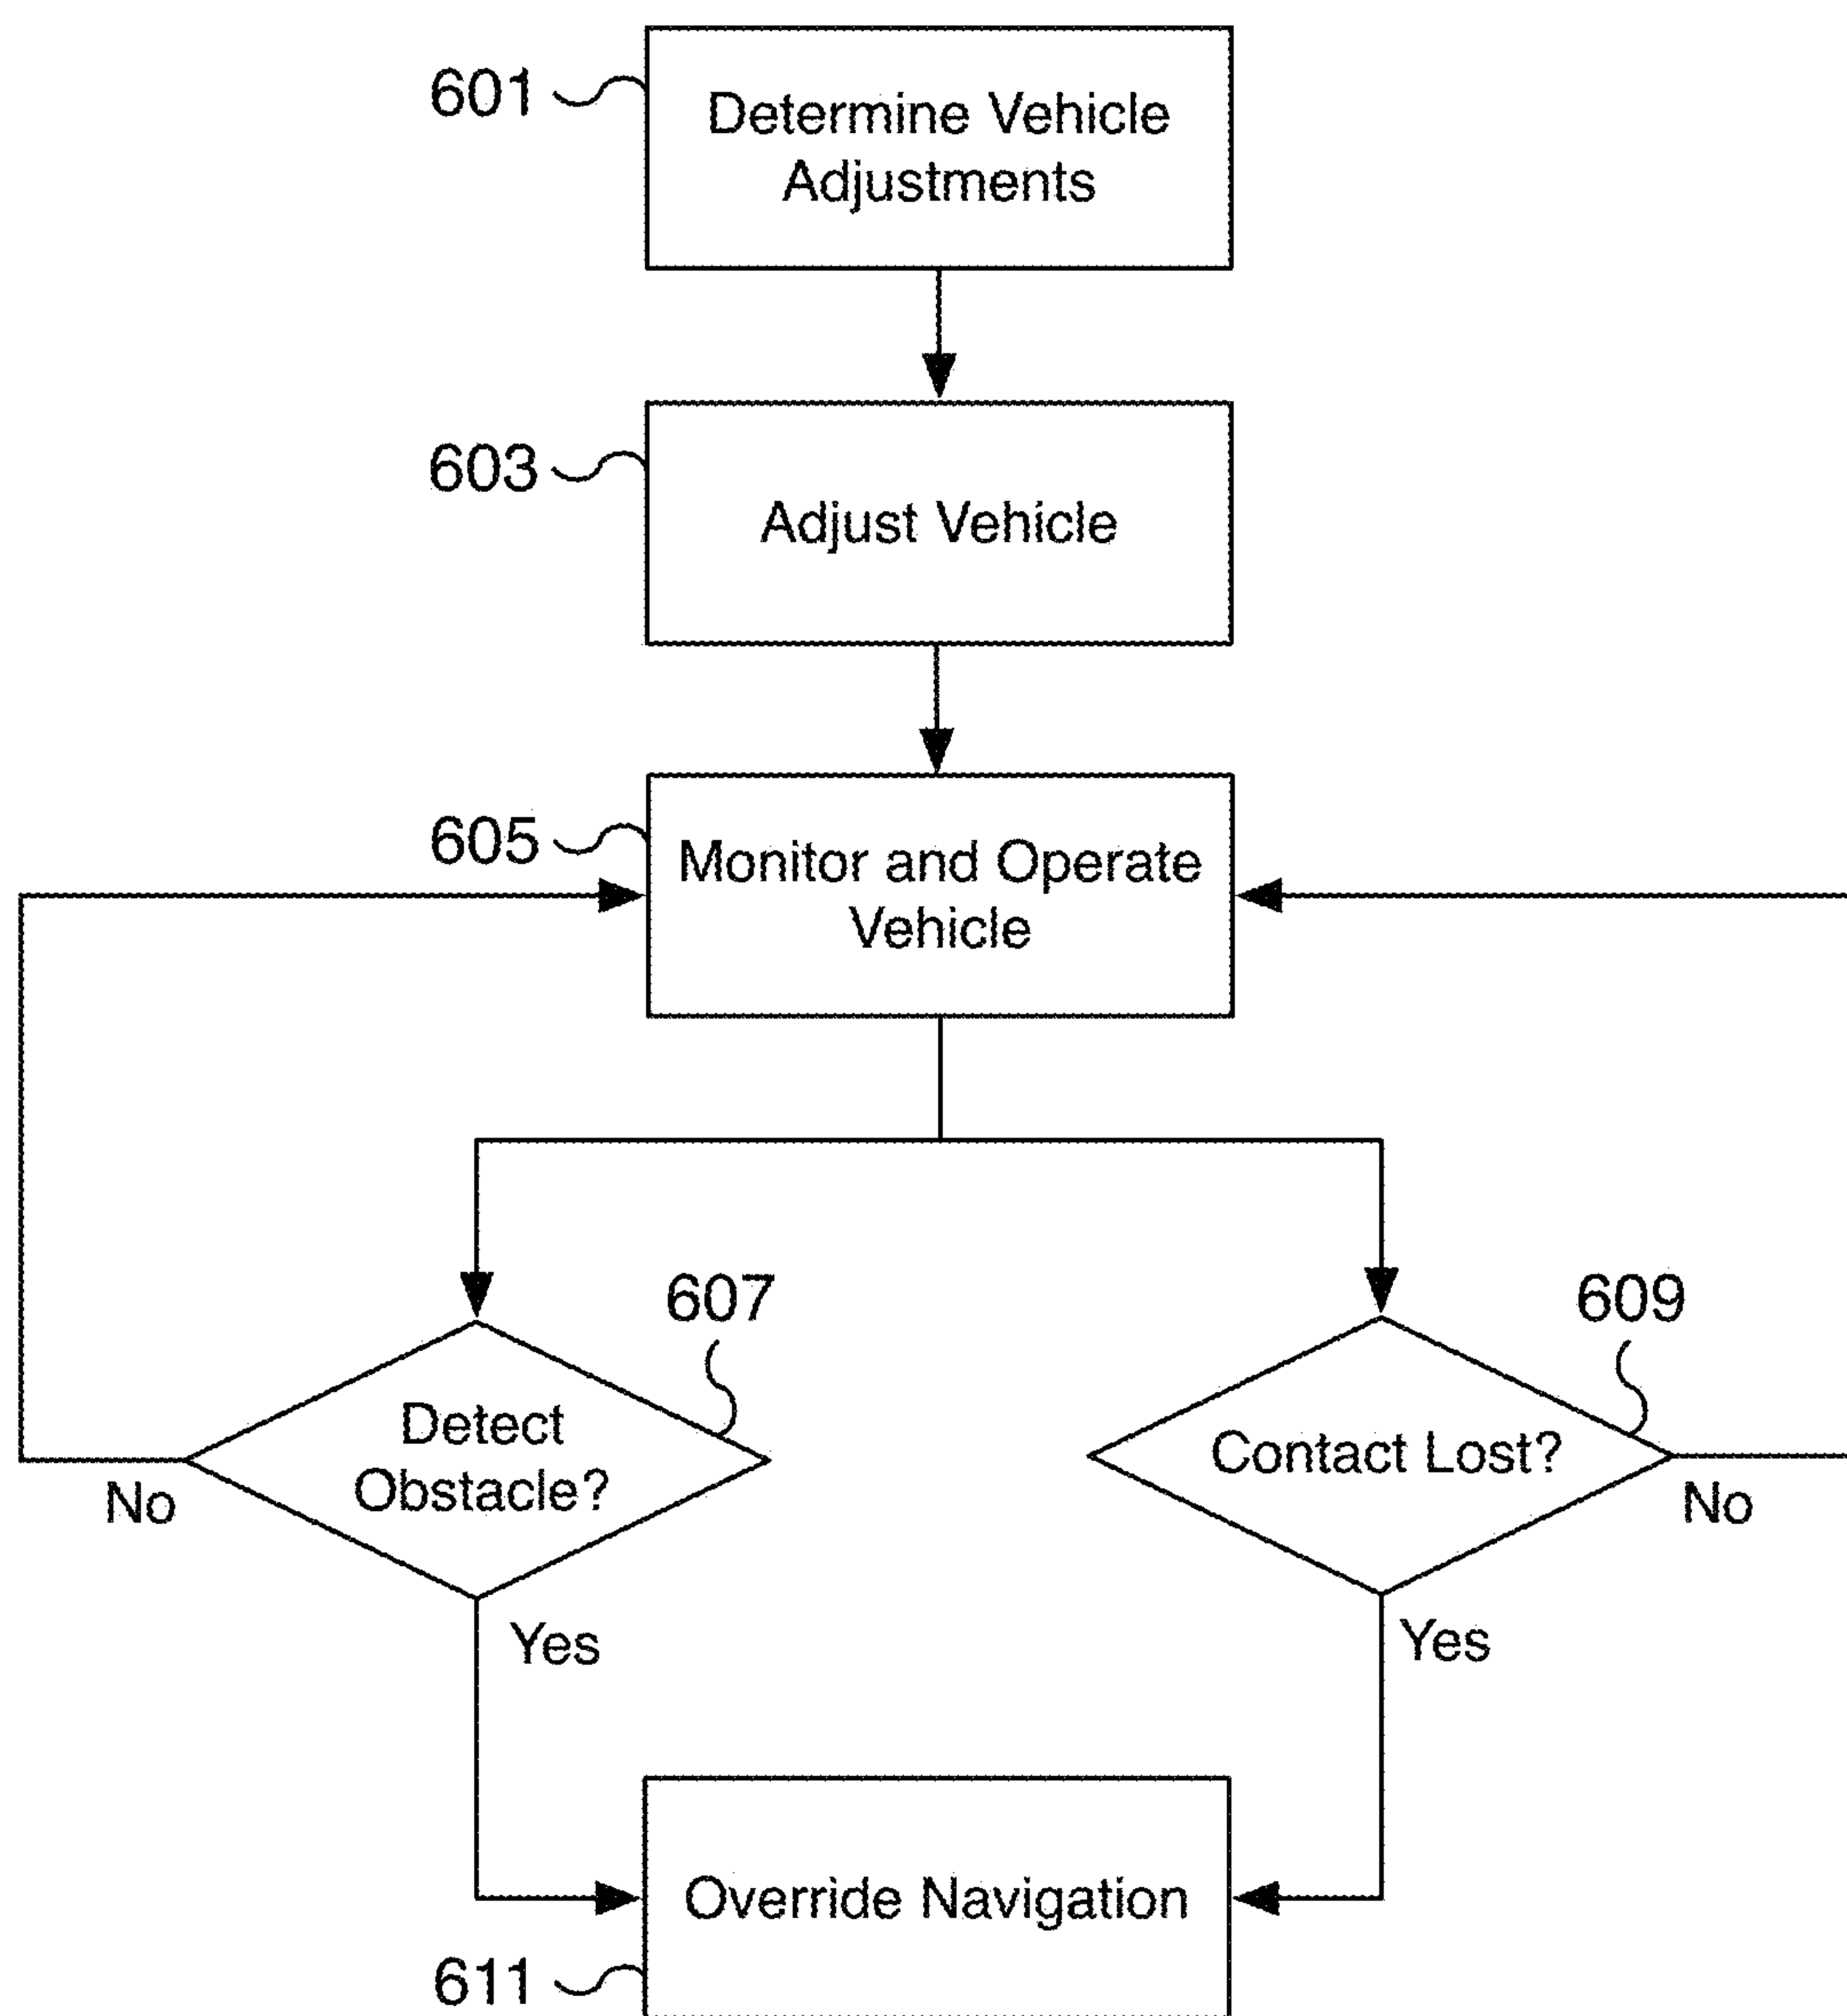 601
Determine Vehicle
Adjustments
603
Adjust Vehicle
605
Monitor and Operate
Vehicle
607
609
Detect
Obstacle?
Contact Lost?
No
No
Yes
Yes
Override Navigation
611